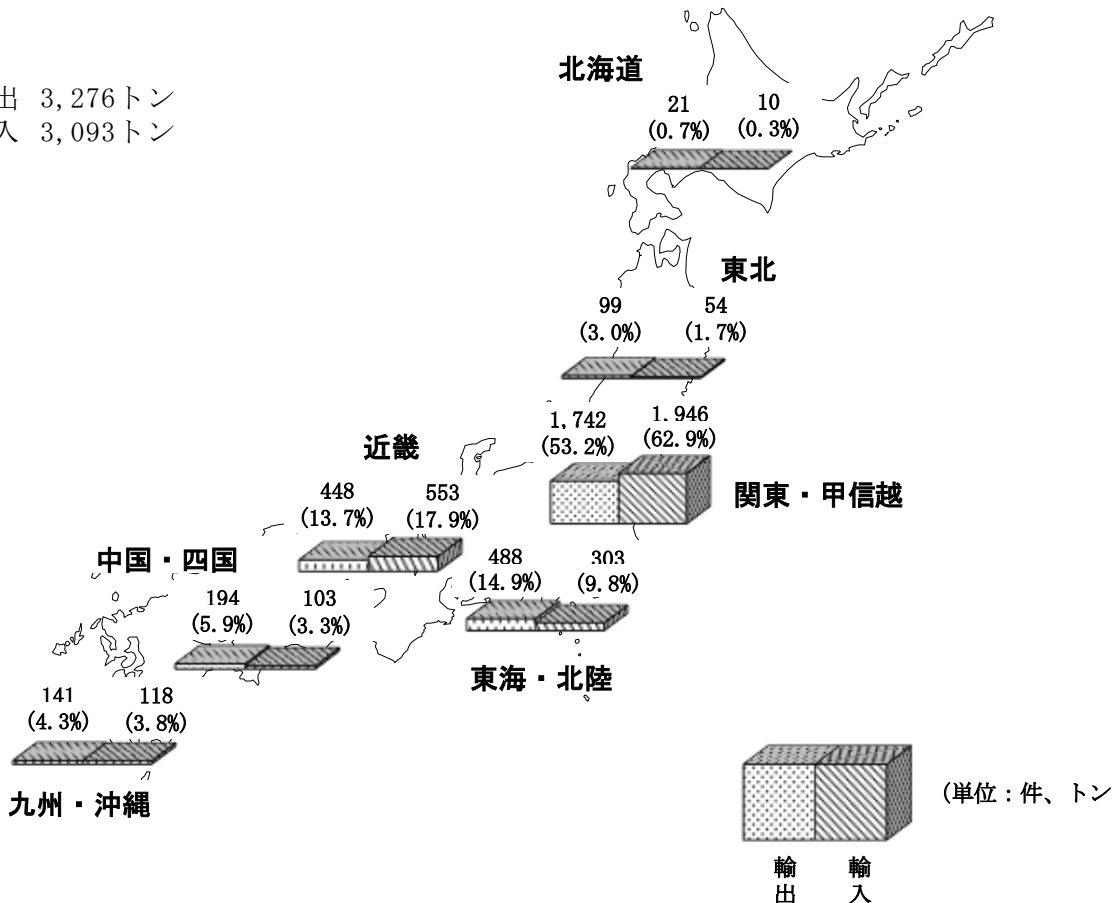 出 3,276トン
入 3,093トン
北海道
21
(0.7%)
10
(0.3%)
東北
99
(3.0%)
54
(1.7%)
1,742
(53.2%)
1,946
(62.9%)
関東・甲信越
近畿
448
(13.7%)
553
(17.9%)
488
(14.9%)
303
(9.8%)
東海・北陸
中国・四国
194
(5.9%)
103
(3.3%)
141
(4.3%)
118
(3.8%)
九州・沖縄
(単位：件、トン
輸出
輸入